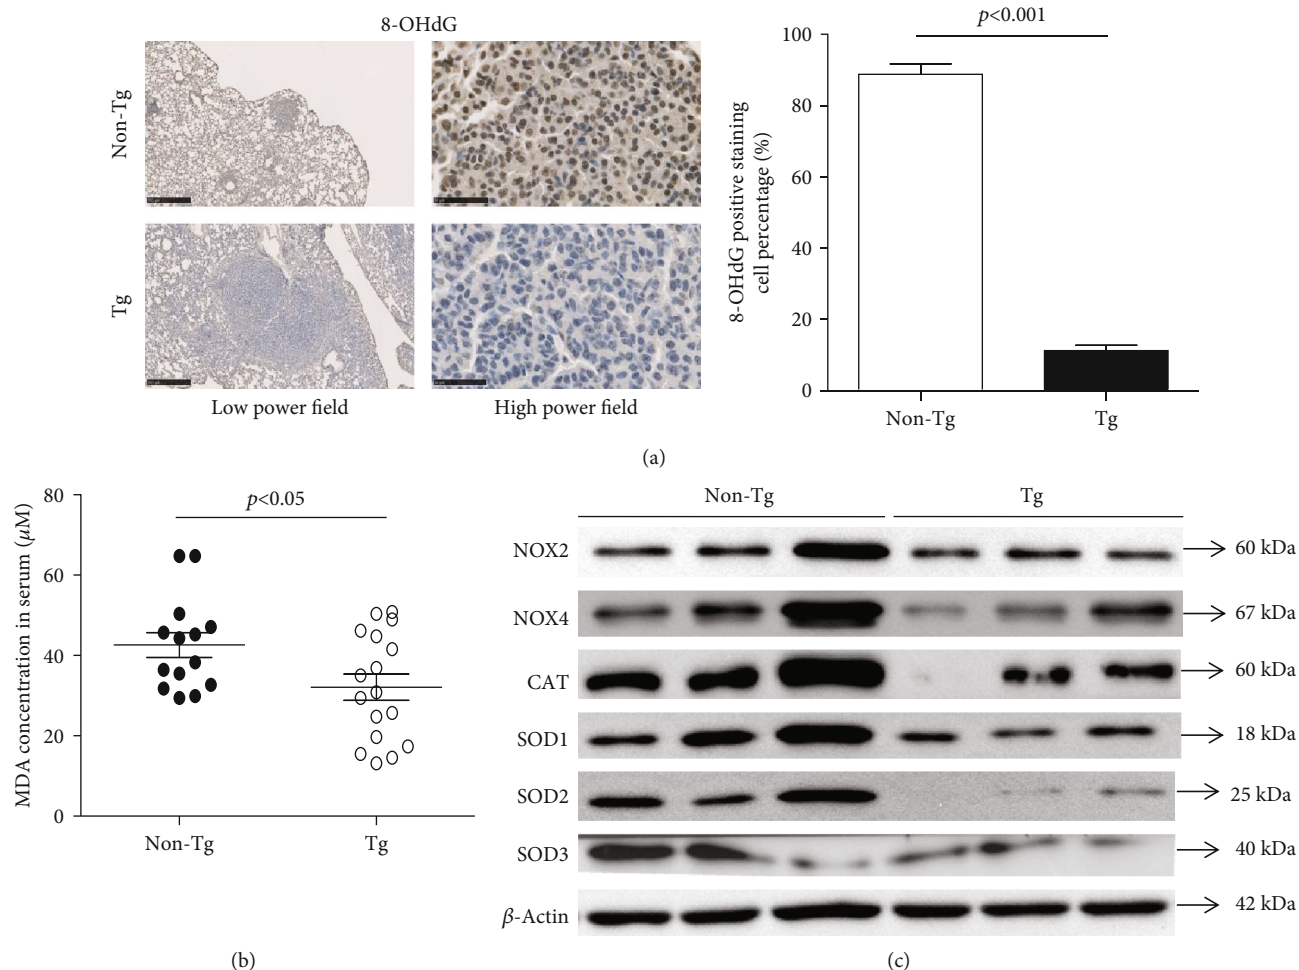 8-OHdG
Non-Tg
Tg
Low power field
High power field
p<0.001
8-OHdG positive staining
cell percentage (%)
100
80
60
40
20
0
Non-Tg
Tg
(a)
p<0.05
MDA concentration in serum (μM)
80
60
40
20
0
Non-Tg
Tg
(b)
Non-Tg
Tg
NOX2
60 kDa
NOX4
67 kDa
CAT
60 kDa
SOD1
18 kDa
SOD2
25 kDa
SOD3
40 kDa
β-Actin
42 kDa
(c)